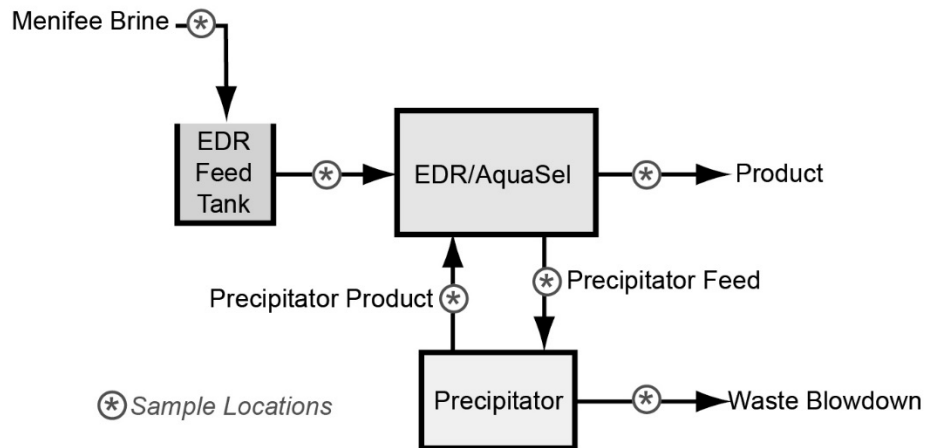 Menifee Brine
EDR
Feed
Tank
EDR/AquaSel
Product
Precipitator Product
Precipitator Feed
Precipitator
Waste Blowdown
* Sample Locations